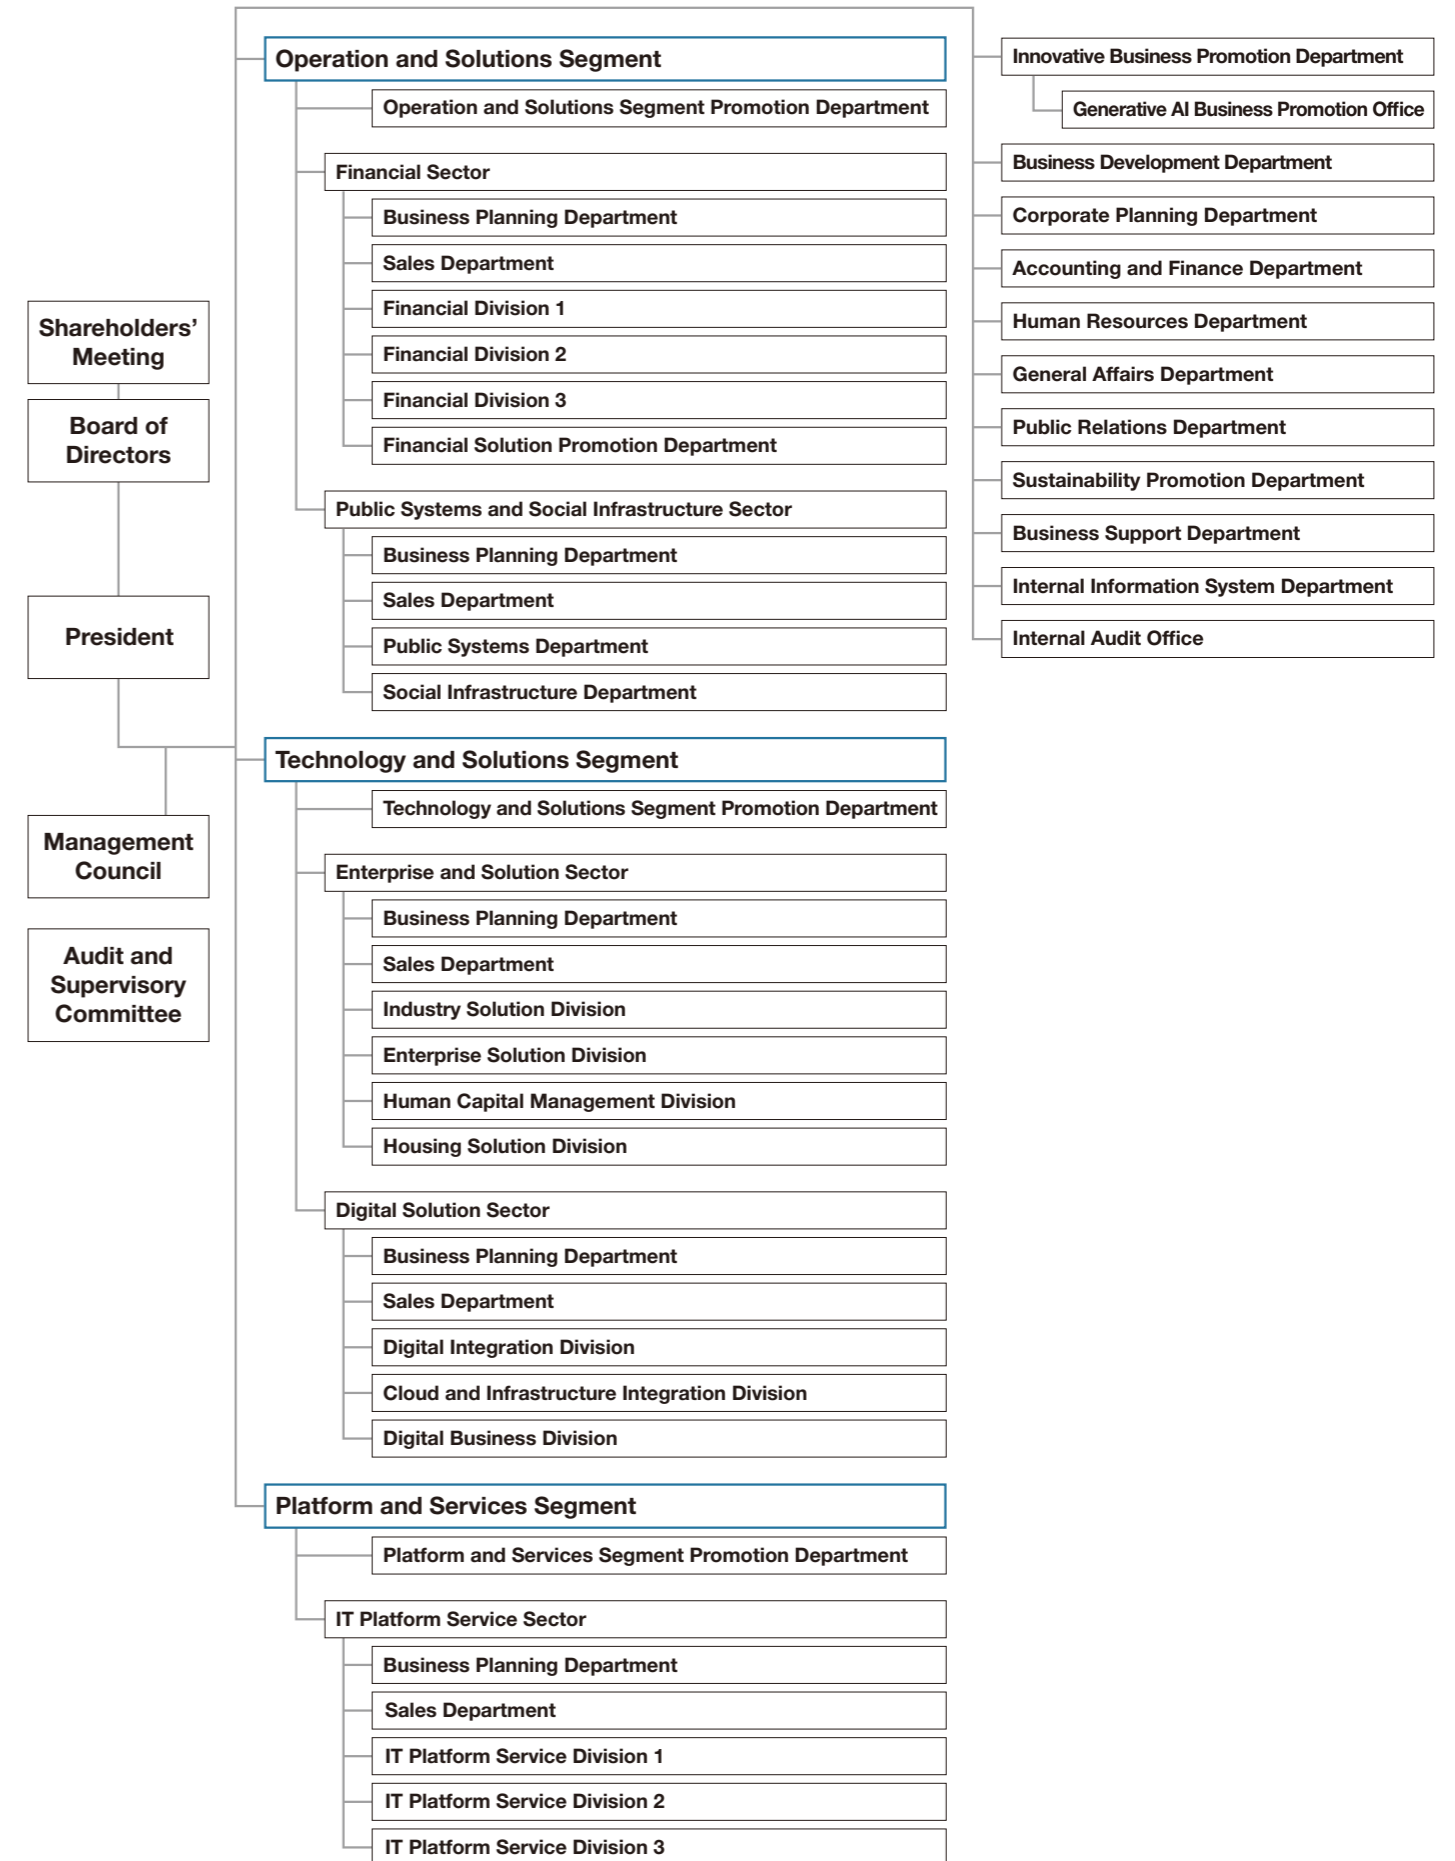 Shareholders’
Meeting
Board of
Directors
President
Management
Council
Audit and
Supervisory
Committee
Operation and Solutions Segment
Operation and Solutions Segment Promotion Department
Financial Sector
Business Planning Department
Sales Department
Financial Division 1
Financial Division 2
Financial Division 3
Financial Solution Promotion Department
Public Systems and Social Infrastructure Sector
Business Planning Department
Sales Department
Public Systems Department
Social Infrastructure Department
Technology and Solutions Segment
Technology and Solutions Segment Promotion Department
Enterprise and Solution Sector
Business Planning Department
Sales Department
Industry Solution Division
Enterprise Solution Division
Human Capital Management Division
Housing Solution Division
Digital Solution Sector
Business Planning Department
Sales Department
Digital Integration Division
Cloud and Infrastructure Integration Division
Digital Business Division
Platform and Services Segment
Platform and Services Segment Promotion Department
IT Platform Service Sector
Business Planning Department
Sales Department
IT Platform Service Division 1
IT Platform Service Division 2
IT Platform Service Division 3
Innovative Business Promotion Department
Generative AI Business Promotion Office
Business Development Department
Corporate Planning Department
Accounting and Finance Department
Human Resources Department
General Affairs Department
Public Relations Department
Sustainability Promotion Department
Business Support Department
Internal Information System Department
Internal Audit Office